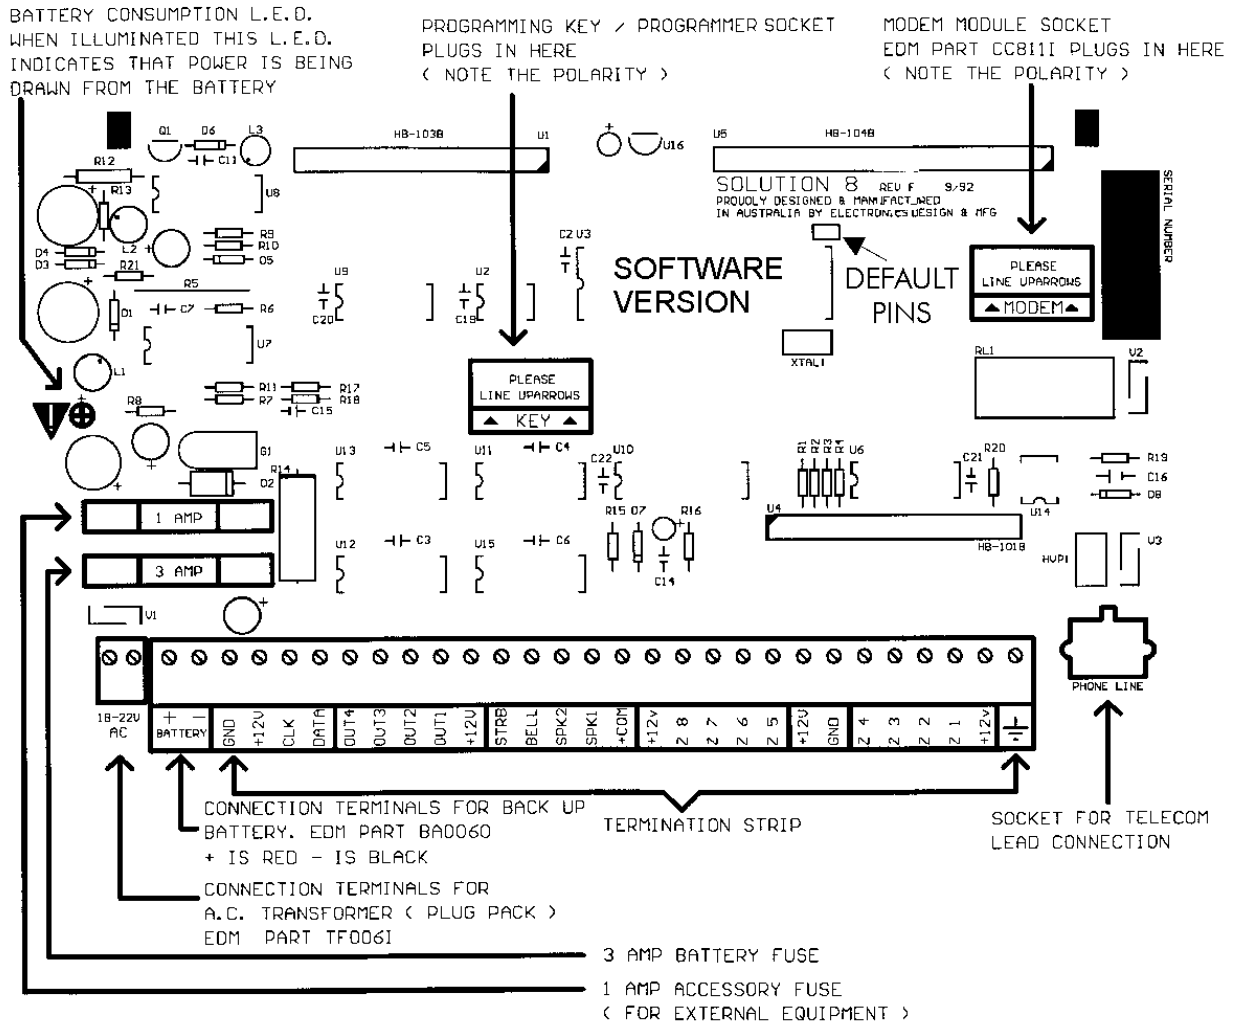 BATTERY CONSUMPTION L.E.D.
WHEN ILLUMINATED THIS L.E.D.
INDICATES THAT POWER IS BEING
DRAWN FROM THE BATTERY
PROGRAMMING KEY / PROGRAMMER SOCKET
PLUGS IN HERE
( NOTE THE POLARITY )
MODEM MODULE SOCKET
EDM PART CC811I PLUGS IN HERE
( NOTE THE POLARITY )
Q1
D6
L3
C11
HB-103B
U1
U16
U5
HB-104B
R12
R13
U8
SOLUTION 8 REV F 9/92
PROUDLY DESIGNED & MANUFACTURED
IN AUSTRALIA BY ELECTRONICS DESIGN & MFG
SERIAL NUMBER
L2
R9
R10
D5
D4
D3
R21
C2 U3
SOFTWARE
VERSION
DEFAULT
PINS
PLEASE
LINE UPARROWS
▲MODEM▲
R5
U9
U2
D1
C7
R6
C20
C19
U7
XTAL1
RL1
V2
L1
PLEASE
LINE UPARROWS
▲ KEY ▲
R11
R17
R7
R18
C15
R8
G1
U13
C5
U11
C4
C22
U10
R1
R2
R3
R4
U6
C21
R20
R19
C16
D8
U14
R14
D2
1 AMP
U12
C3
U15
C6
R15
D7
R16
C14
U4
HB-101B
HVP1
V3
3 AMP
V1
PHONE LINE
18-22V
AC
+ −
BATTERY
GND
+12V
CLK
DATA
OUT4
OUT3
OUT2
OUT1
+12V
STRB
BELL
SPK2
SPK1
+COM
+12v
Z 8
Z 7
Z 6
Z 5
+12V
GND
Z 4
Z 3
Z 2
Z 1
+12v
CONNECTION TERMINALS FOR BACK UP
BATTERY. EDM PART BA0060
+ IS RED - IS BLACK
TERMINATION STRIP
SOCKET FOR TELECOM
LEAD CONNECTION
CONNECTION TERMINALS FOR
A.C. TRANSFORMER ( PLUG PACK )
EDM PART TF006I
3 AMP BATTERY FUSE
1 AMP ACCESSORY FUSE
( FOR EXTERNAL EQUIPMENT )